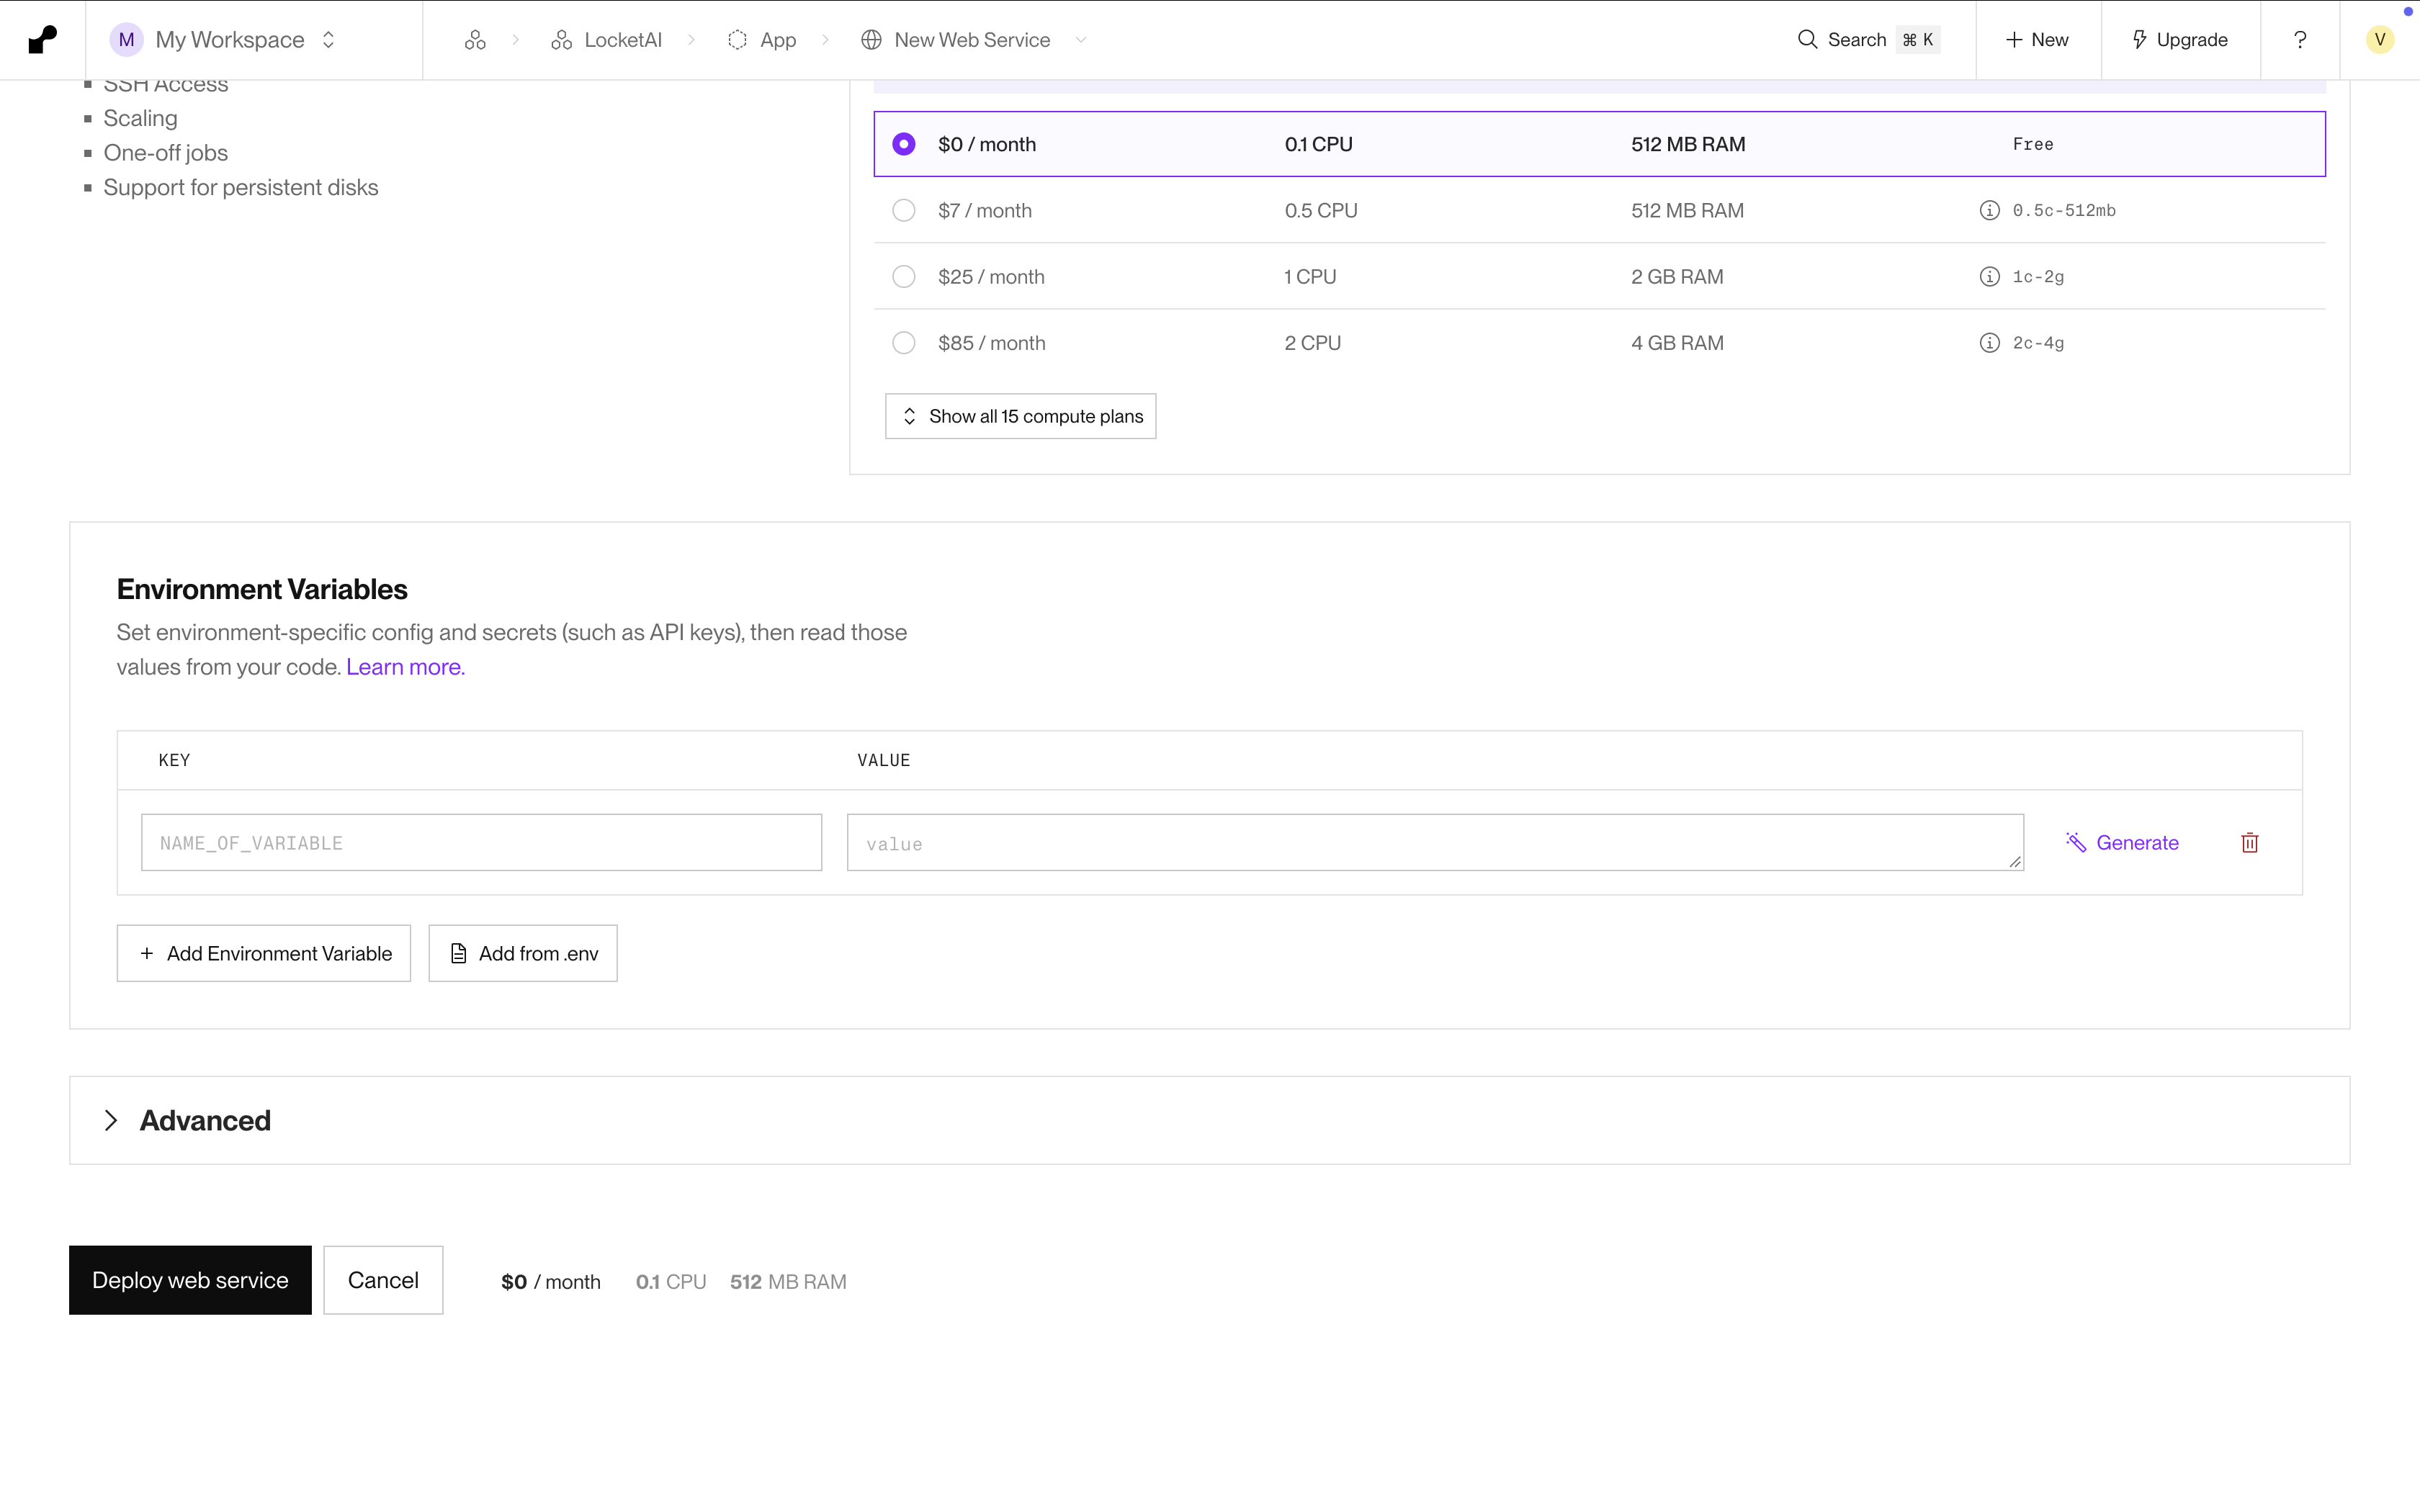 M My Workspace
LocketAI
App
New Web Service
Search ⌘ K
+ New
Upgrade
?
V
SSH Access
Scaling
One-off jobs
Support for persistent disks
$0 / month 0.1 CPU 512 MB RAM Free
$7 / month 0.5 CPU 512 MB RAM 0.5c-512mb
$25 / month 1 CPU 2 GB RAM 1c-2g
$85 / month 2 CPU 4 GB RAM 2c-4g
Show all 15 compute plans
Environment Variables
Set environment-specific config and secrets (such as API keys), then read those
values from your code. Learn more.
KEY VALUE
NAME_OF_VARIABLE value Generate
+ Add Environment Variable Add from .env
Advanced
Deploy web service Cancel $0 / month 0.1 CPU 512 MB RAM